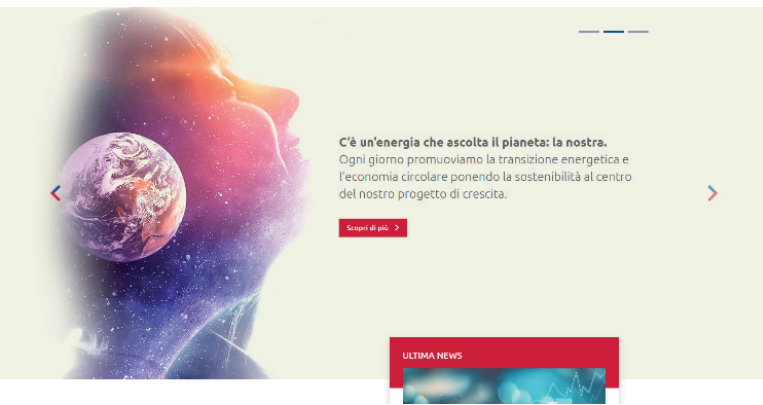 C'è un'energia che ascolta il pianeta: la nostra.
Ogni giorno promuoviamo la transizione energetica e
l'economia circolare ponendo la sostenibilità al centro
del nostro progetto di crescita.
Scopri di più
ULTIMA NEWS